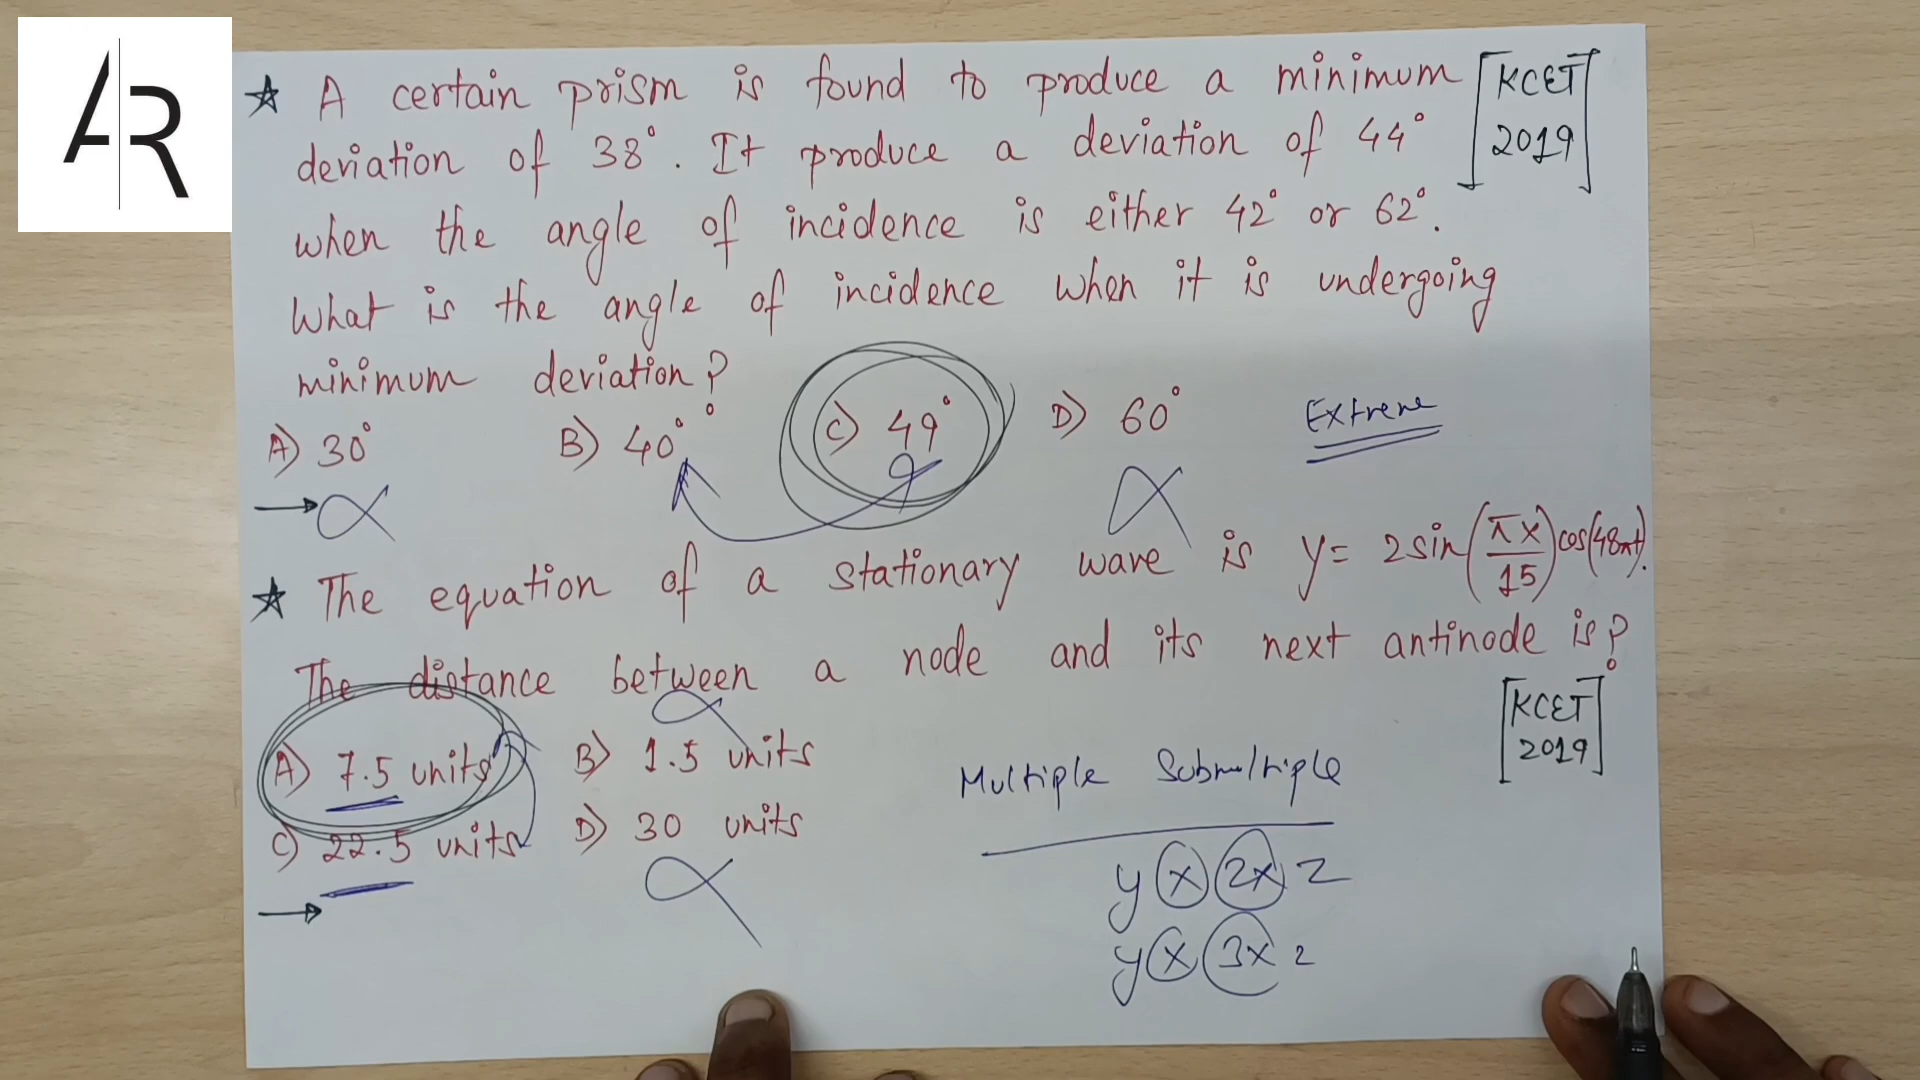 AR
☆ A certain prism is found to produce a minimum [KCET
deviation of 38°. It produce a deviation of 44° 2019]
when the angle of incidence is either 42° or 62°.
What is the angle of incidence when it is undergoing
minimum deviation?
A) 30° B) 40° C) 49° D) 60° Extreme
☆ The equation of a stationary wave is y= 2 sin(πx/15) cos(48πt).
The distance between a node and its next antinode is?
[KCET
2019]
A) 7.5 units B) 1.5 units
C) 22.5 units D) 30 units
Multiple Submultiple
y x 2x z
y x 3x z